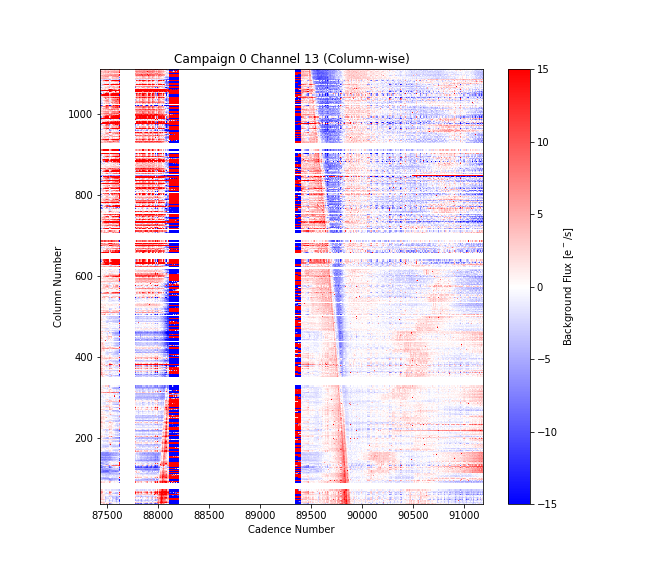 Campaign 0 Channel 13 (Column-wise)
Column Number
1000
800
600
400
200
87500 88000 88500 89000 89500 90000 90500 91000
Cadence Number
15
10
5
0
−5
−10
−15
Background Flux [e⁻/s]